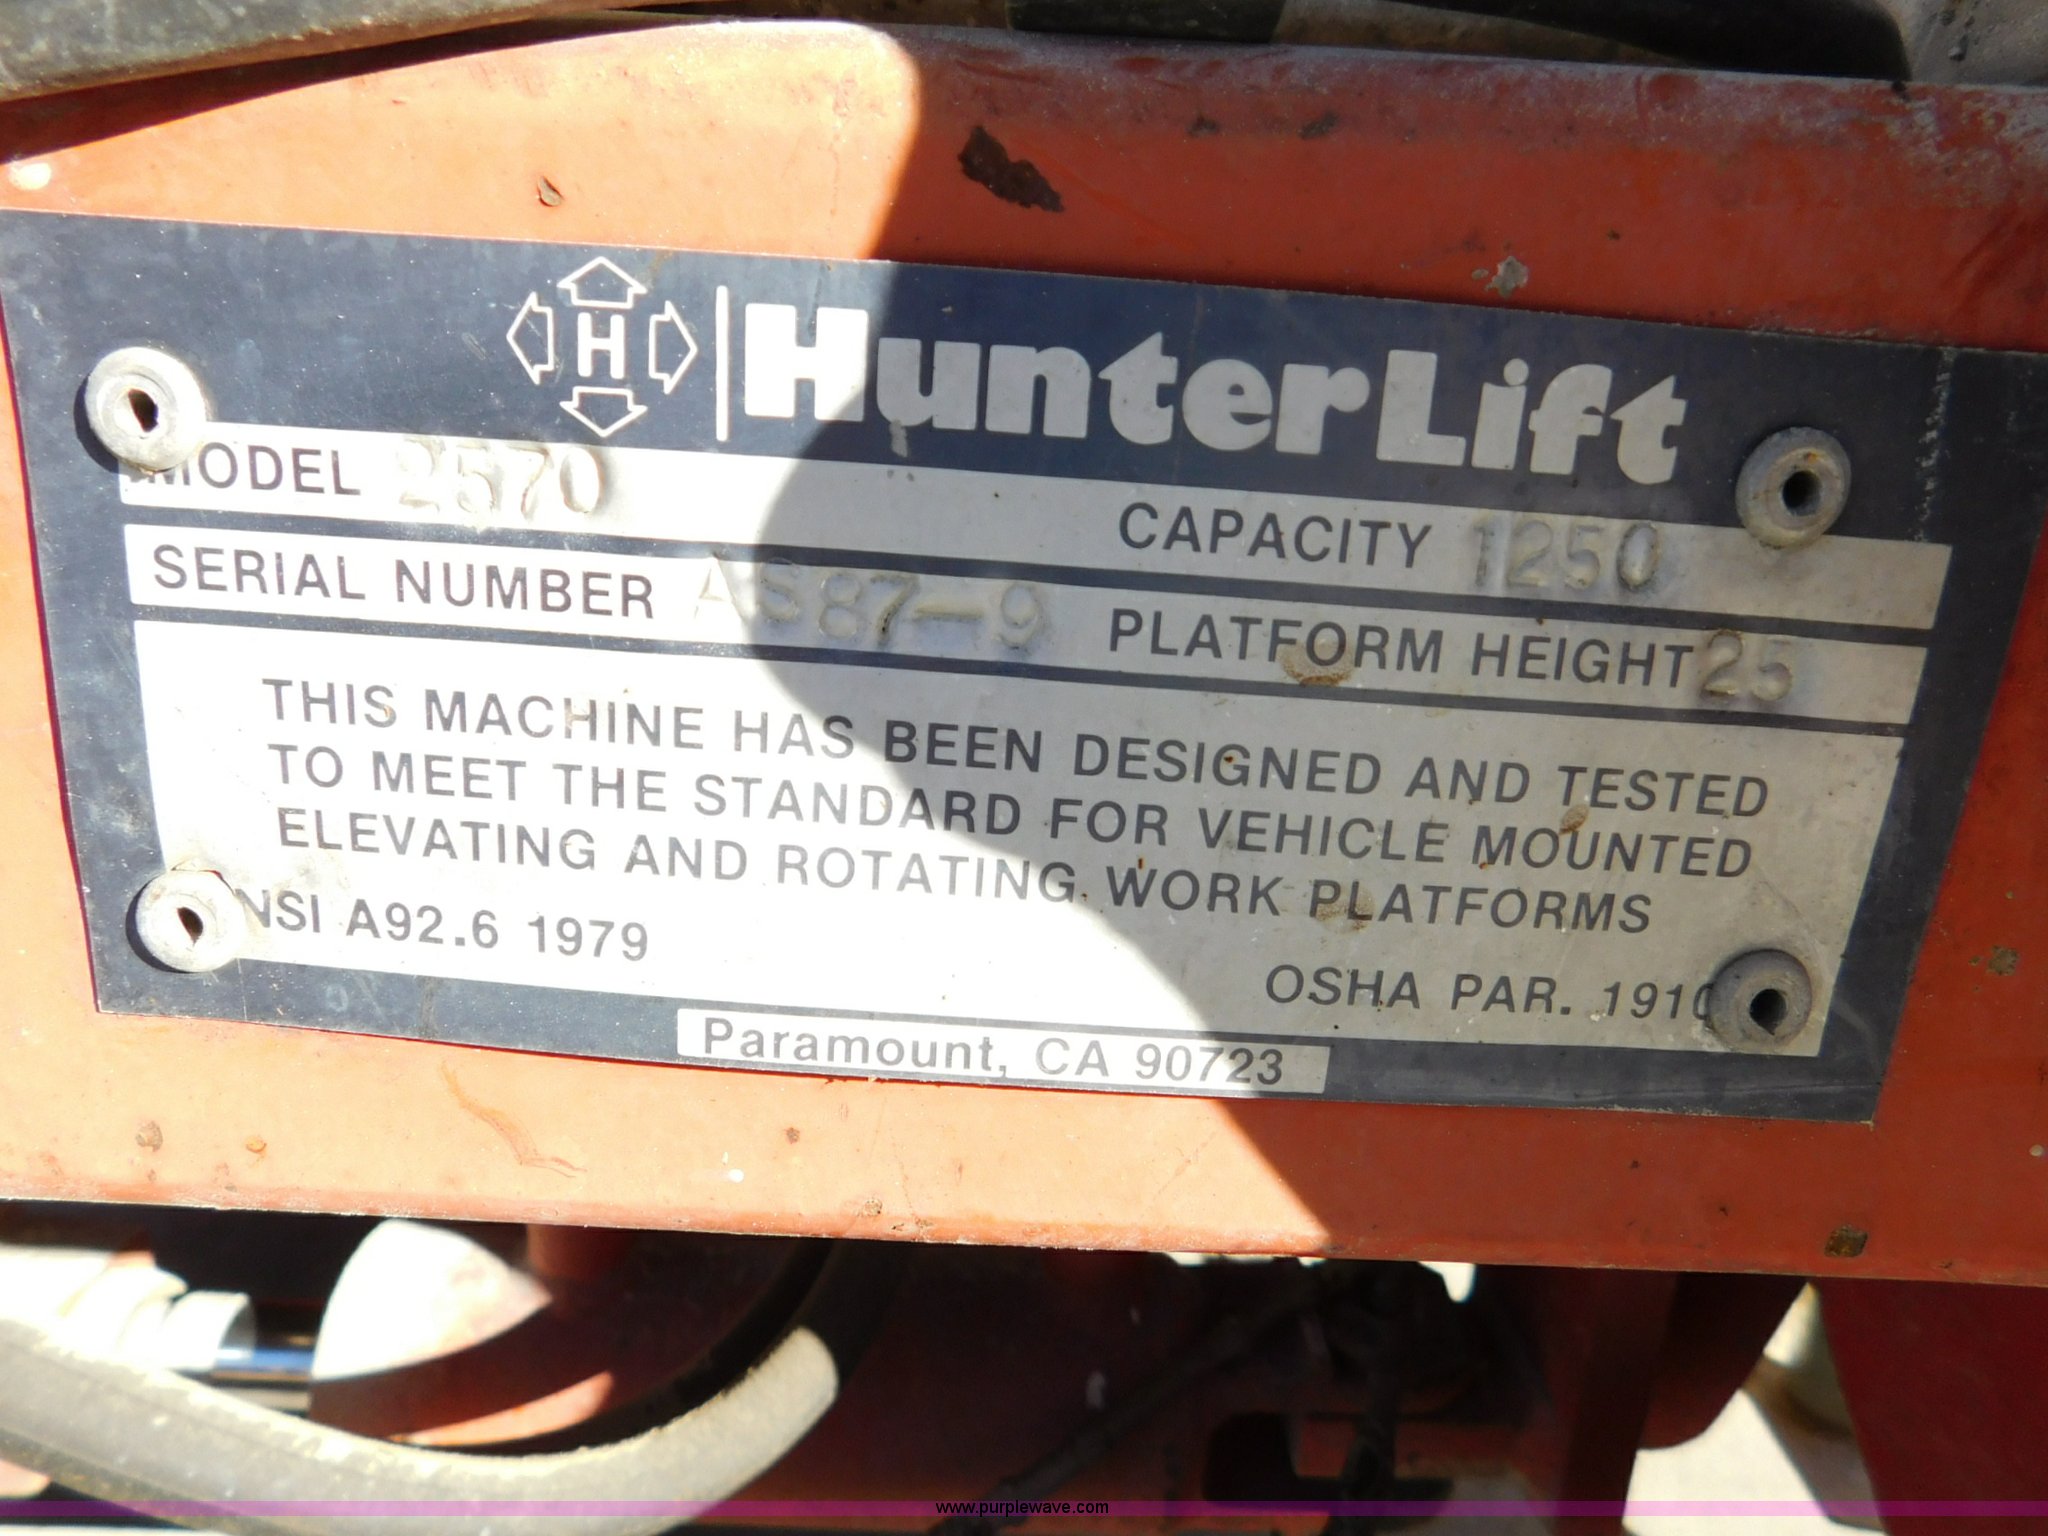 H HunterLift
MODEL 2570 CAPACITY 1250
SERIAL NUMBER AS87-9 PLATFORM HEIGHT 25
THIS MACHINE HAS BEEN DESIGNED AND TESTED
TO MEET THE STANDARD FOR VEHICLE MOUNTED
ELEVATING AND ROTATING WORK PLATFORMS
NSI A92.6 1979
OSHA PAR. 1910
Paramount, CA 90723
www.purplewave.com